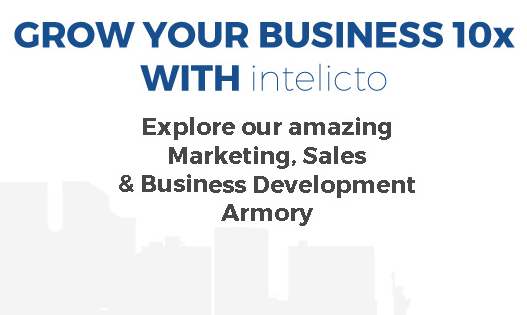 GROW YOUR BUSINESS 10x
WITH intelicto
Explore our amazing
Marketing, Sales
& Business Development
Armory